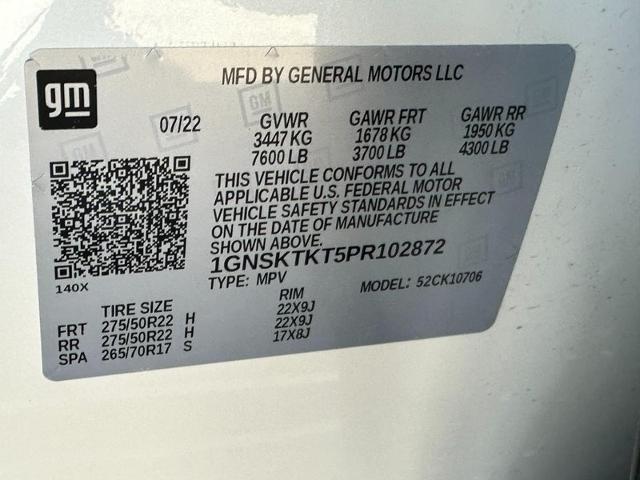 gm
MFD BY GENERAL MOTORS LLC
07/22 GVWR GAWR FRT GAWR RR
3447 KG 1678 KG 1950 KG
7600 LB 3700 LB 4300 LB
THIS VEHICLE CONFORMS TO ALL
APPLICABLE U.S. FEDERAL MOTOR
VEHICLE SAFETY STANDARDS IN EFFECT
ON THE DATE OF MANUFACTURE
SHOWN ABOVE.
1GNSKTKT5PR102872
TYPE: MPV MODEL: 52CK10706
140X
TIRE SIZE RIM
FRT 275/50R22 H 22X9J
RR 275/50R22 H 22X9J
SPA 265/70R17 S 17X8J